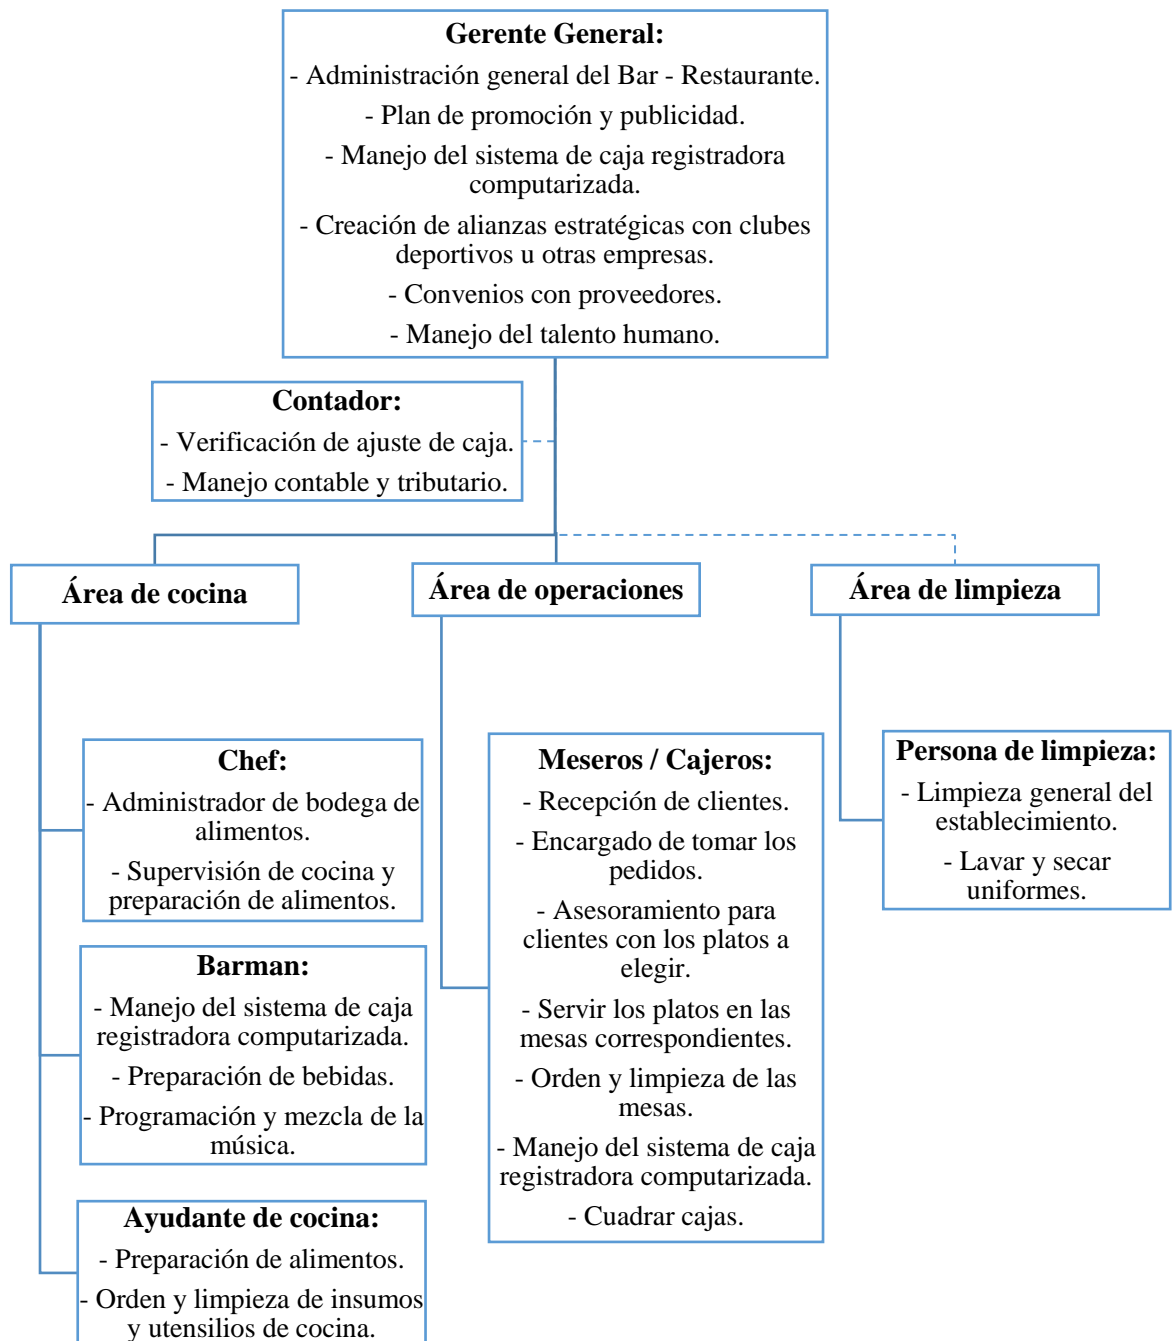 Gerente General:
- Administración general del Bar - Restaurante.
- Plan de promoción y publicidad.
- Manejo del sistema de caja registradora
computarizada.
- Creación de alianzas estratégicas con clubes
deportivos u otras empresas.
- Convenios con proveedores.
- Manejo del talento humano.
Contador:
- Verificación de ajuste de caja.
- Manejo contable y tributario.
Área de cocina
Área de operaciones
Área de limpieza
Chef:
- Administrador de bodega de
alimentos.
- Supervisión de cocina y
preparación de alimentos.
Barman:
- Manejo del sistema de caja
registradora computarizada.
- Preparación de bebidas.
- Programación y mezcla de la
música.
Ayudante de cocina:
- Preparación de alimentos.
- Orden y limpieza de insumos
y utensilios de cocina.
Meseros / Cajeros:
- Recepción de clientes.
- Encargado de tomar los
pedidos.
- Asesoramiento para
clientes con los platos a
elegir.
- Servir los platos en las
mesas correspondientes.
- Orden y limpieza de las
mesas.
- Manejo del sistema de caja
registradora computarizada.
- Cuadrar cajas.
Persona de limpieza:
- Limpieza general del
establecimiento.
- Lavar y secar
uniformes.